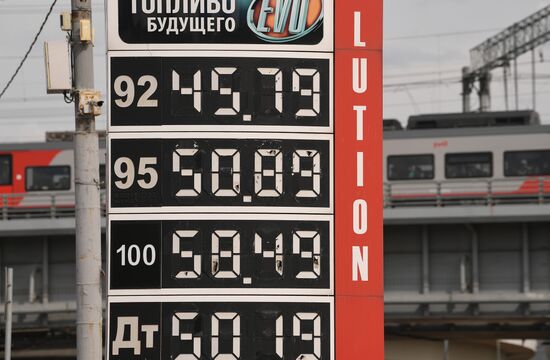 ТОПЛИВО
БУДУЩЕГО
EVO
LUTION
92 45.79
95 50.89
100 58.49
Дт 50.19